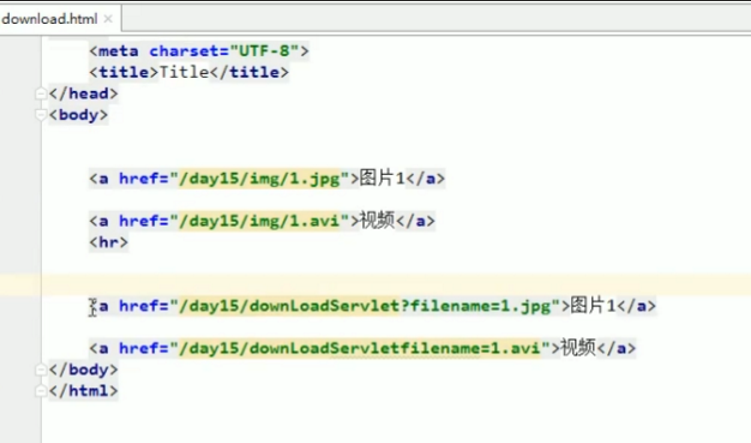 download.html
<meta charset="UTF-8">
<title>Title</title>
</head>
<body>
<a href="/day15/img/1.jpg">图片1</a>
<a href="/day15/img/1.avi">视频</a>
<hr>
<a href="/day15/downLoadServlet?filename=1.jpg">图片1</a>
<a href="/day15/downLoadServletfilename=1.avi">视频</a>
</body>
</html>